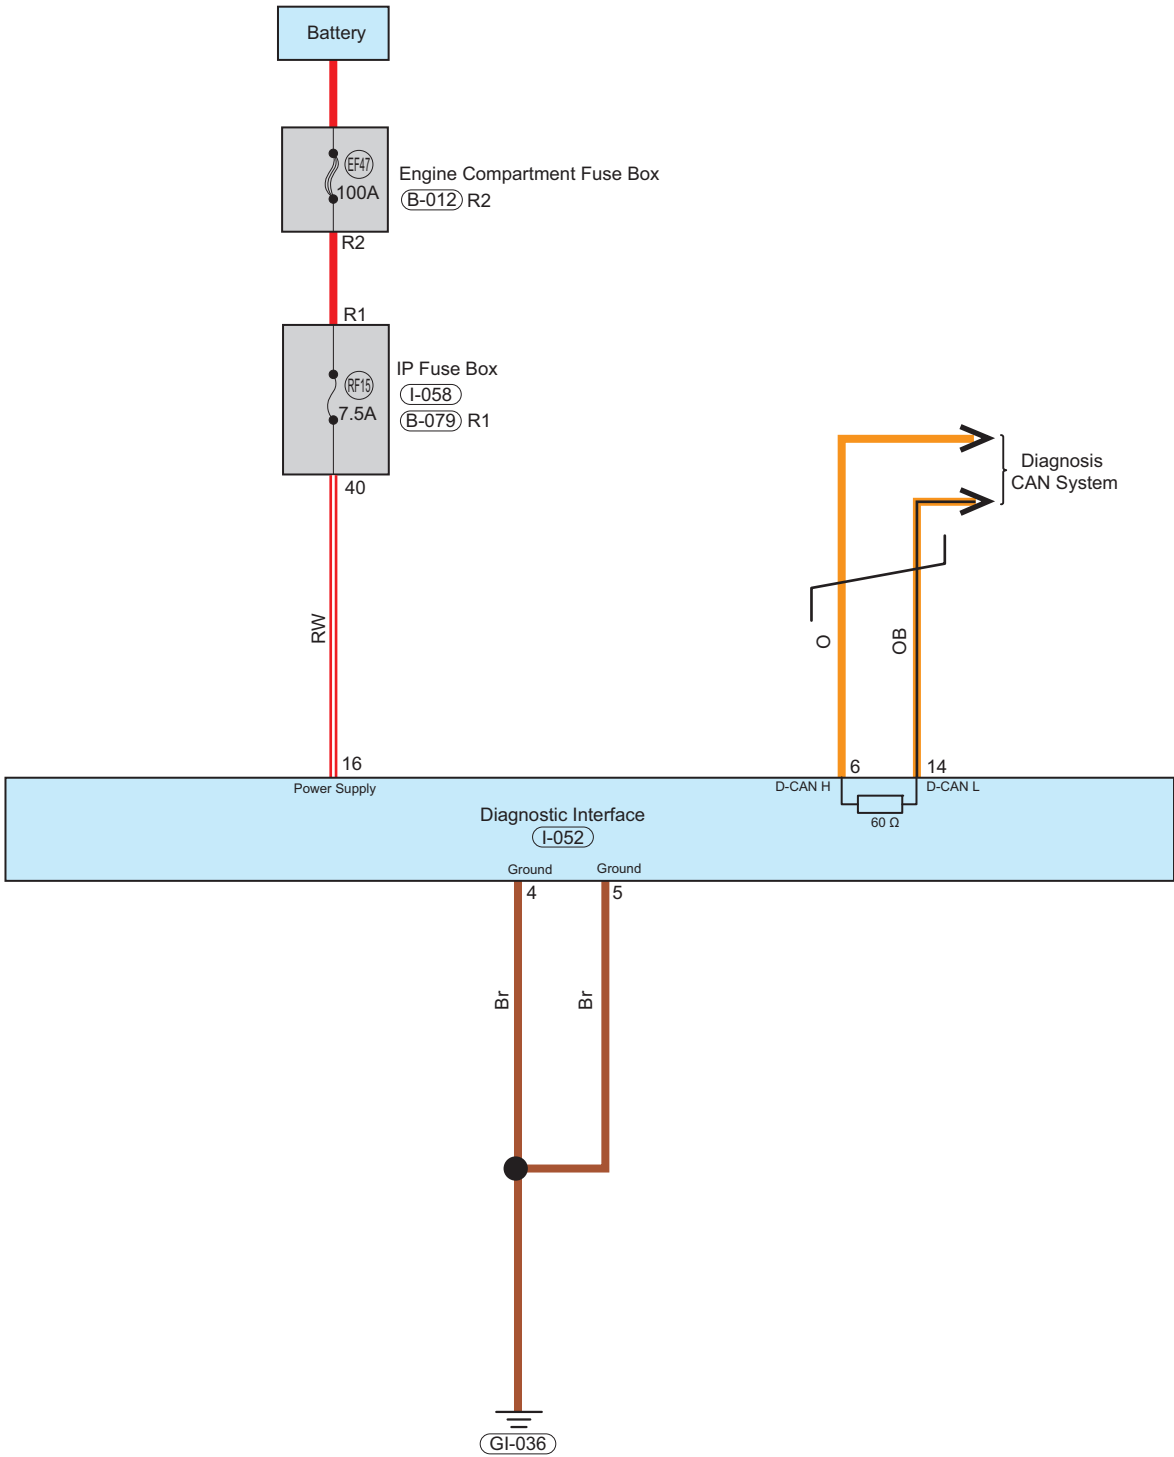 Battery
EF47
100A
Engine Compartment Fuse Box
B-012 R2
R2
R1
RF15
7.5A
IP Fuse Box
I-058
B-079 R1
40
Diagnosis
CAN System
RW
O
OB
16
6
14
Power Supply
D-CAN H
D-CAN L
60 Ω
Diagnostic Interface
I-052
Ground
Ground
4
5
Br
Br
GI-036